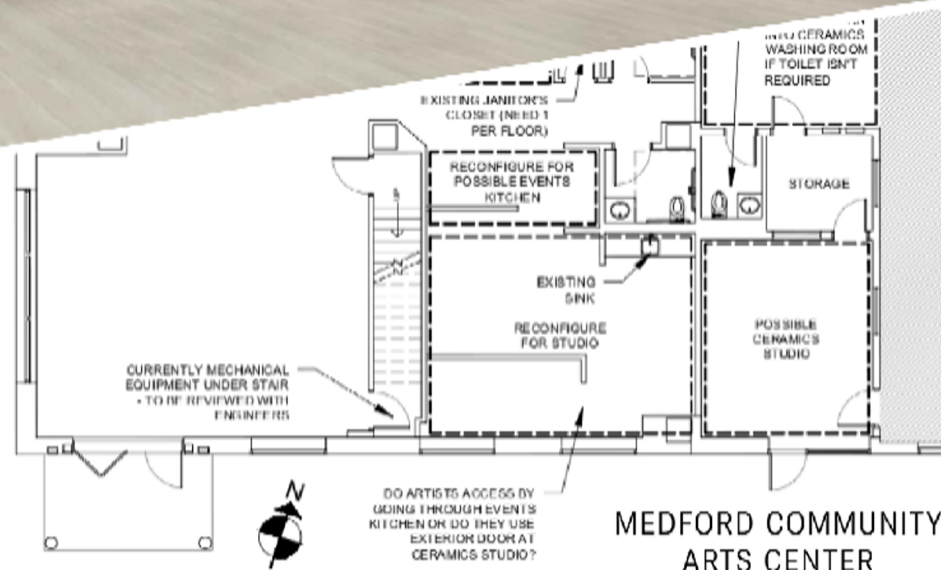 INTO CERAMICS
WASHING ROOM
IF TOILET ISN'T
REQUIRED
EXISTING JANITOR'S
CLOSET (NEED 1
PER FLOOR)
RECONFIGURE FOR
POSSIBLE EVENTS
KITCHEN
STORAGE
EXISTING
SINK
RECONFIGURE
FOR STUDIO
POSSIBLE
CERAMICS
STUDIO
CURRENTLY MECHANICAL
EQUIPMENT UNDER STAIR
- TO BE REVIEWED WITH
ENGINEERS
N
DO ARTISTS ACCESS BY
GOING THROUGH EVENTS
KITCHEN OR DO THEY USE
EXTERIOR DOOR AT
CERAMICS STUDIO?
MEDFORD COMMUNITY
ARTS CENTER